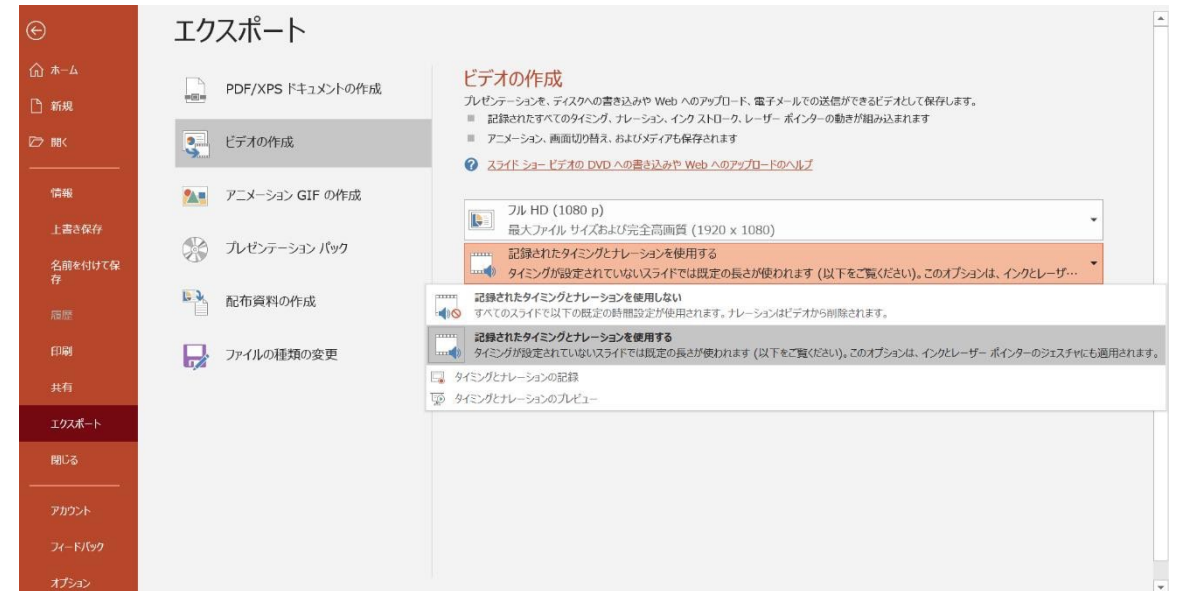 エクスポート
ホーム
新規
開く
情報
上書き保存
名前を付けて保
存
履歴
印刷
共有
エクスポート
閉じる
アカウント
フィードバック
オプション
PDF/XPS ドキュメントの作成
ビデオの作成
アニメーション GIF の作成
プレゼンテーション パック
配布資料の作成
ファイルの種類の変更
ビデオの作成
プレゼンテーションを、ディスクへの書き込みや Web へのアップロード、電子メールでの送信ができるビデオとして保存します。
記録されたすべてのタイミング、ナレーション、インク ストローク、レーザー ポインターの動きが組み込まれます
アニメーション、画面切り替え、およびメディアも保存されます
スライド ショー ビデオの DVD への書き込みや Web へのアップロードのヘルプ
フル HD (1080 p)
最大ファイル サイズおよび完全高画質 (1920 x 1080)
記録されたタイミングとナレーションを使用する
タイミングが設定されていないスライドでは既定の長さが使われます (以下をご覧ください)。このオプションは、インクとレーザ…
記録されたタイミングとナレーションを使用しない
すべてのスライドで以下の既定の時間設定が使用されます。ナレーションはビデオから削除されます。
記録されたタイミングとナレーションを使用する
タイミングが設定されていないスライドでは既定の長さが使われます (以下をご覧ください)。このオプションは、インクとレーザー ポインターのジェスチャにも適用されます。
タイミングとナレーションの記録
タイミングとナレーションのプレビュー